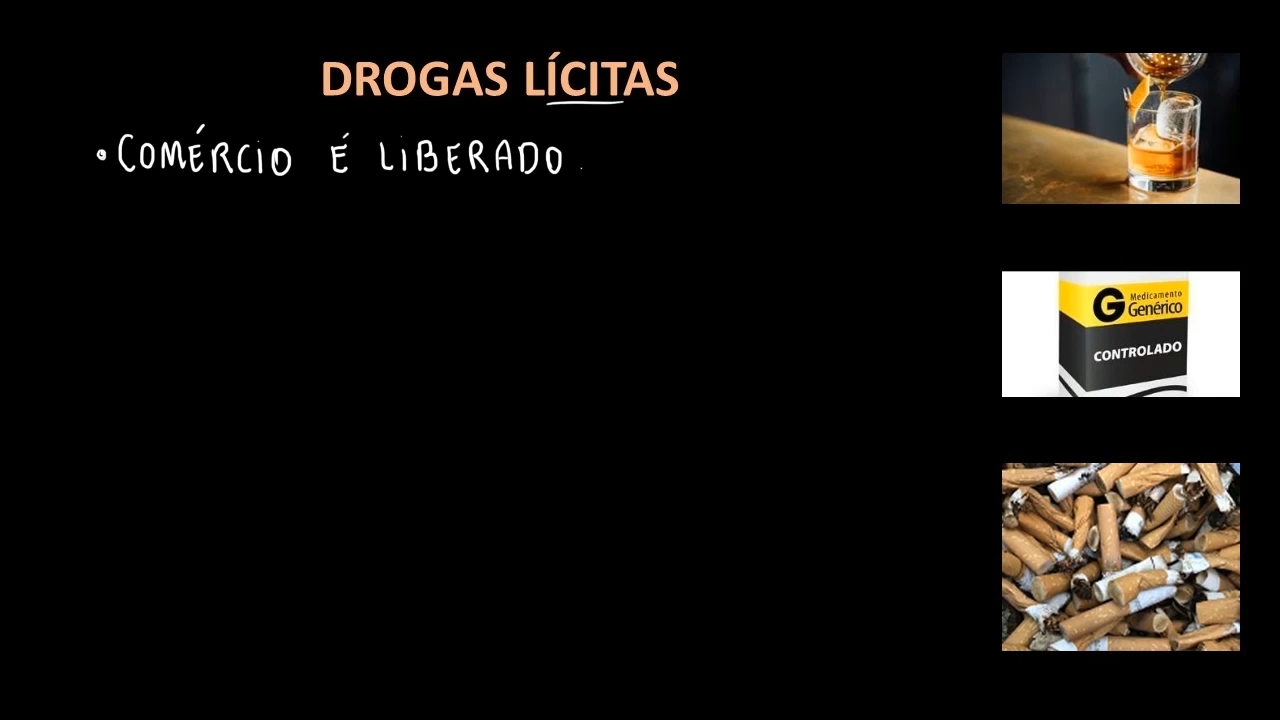 DROGAS LÍCITAS
• COMÉRCIO É LIBERADO.
G Medicamento
Genérico
CONTROLADO